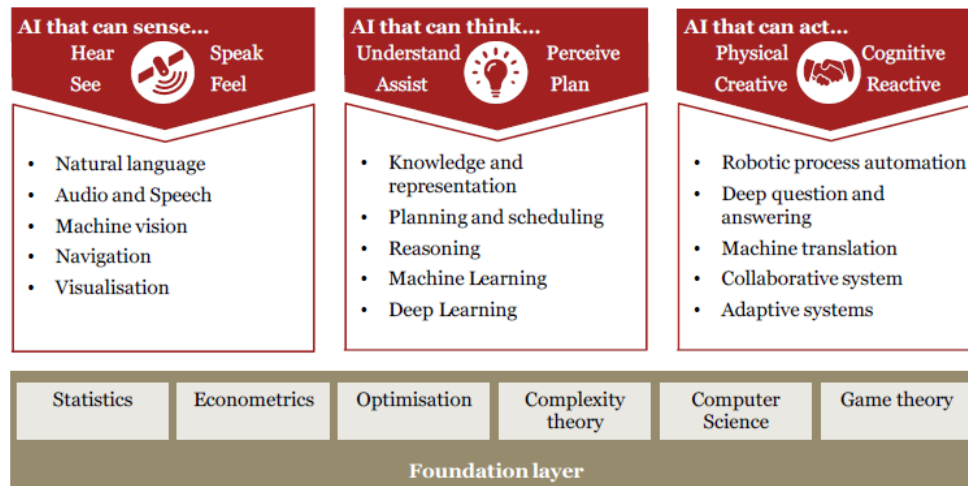 AI that can sense...
Hear
Speak
See
Feel
• Natural language
• Audio and Speech
• Machine vision
• Navigation
• Visualisation
AI that can think...
Understand
Perceive
Assist
Plan
• Knowledge and
representation
• Planning and scheduling
• Reasoning
• Machine Learning
• Deep Learning
AI that can act...
Physical
Cognitive
Creative
Reactive
• Robotic process automation
• Deep question and
answering
• Machine translation
• Collaborative system
• Adaptive systems
Statistics
Econometrics
Optimisation
Complexity
theory
Computer
Science
Game theory
Foundation layer